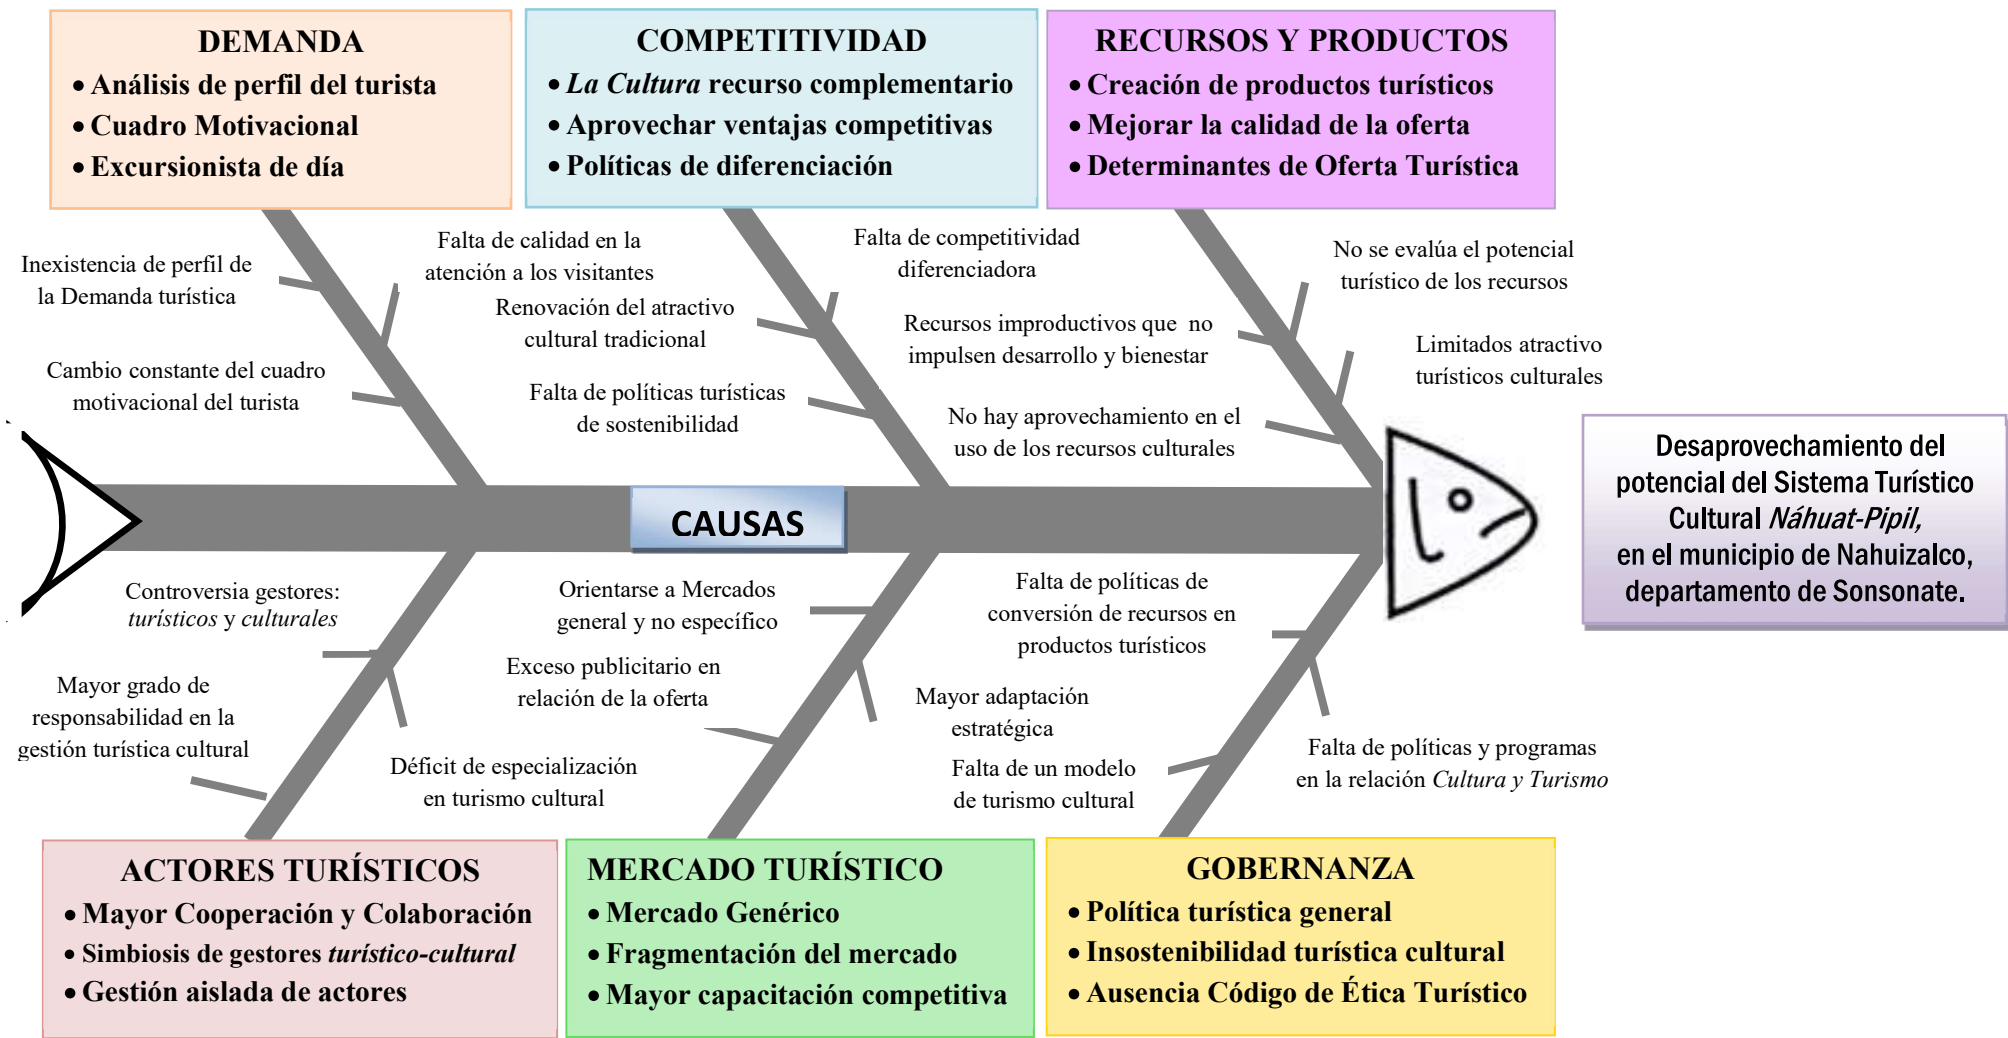 DEMANDA
• Análisis de perfil del turista
• Cuadro Motivacional
• Excursionista de día
COMPETITIVIDAD
• La Cultura recurso complementario
• Aprovechar ventajas competitivas
• Políticas de diferenciación
RECURSOS Y PRODUCTOS
• Creación de productos turísticos
• Mejorar la calidad de la oferta
• Determinantes de Oferta Turística
Inexistencia de perfil de
la Demanda turística
Cambio constante del cuadro
motivacional del turista
Falta de calidad en la
atención a los visitantes
Renovación del atractivo
cultural tradicional
Falta de políticas turísticas
de sostenibilidad
Falta de competitividad
diferenciadora
Recursos improductivos que no
impulsen desarrollo y bienestar
No hay aprovechamiento en el
uso de los recursos culturales
No se evalúa el potencial
turístico de los recursos
Limitados atractivo
turísticos culturales
CAUSAS
Desaprovechamiento del
potencial del Sistema Turístico
Cultural Náhuat-Pipil,
en el municipio de Nahuizalco,
departamento de Sonsonate.
Controversia gestores:
turísticos y culturales
Mayor grado de
responsabilidad en la
gestión turística cultural
Déficit de especialización
en turismo cultural
Orientarse a Mercados
general y no específico
Exceso publicitario en
relación de la oferta
Mayor adaptación
estratégica
Falta de políticas de
conversión de recursos en
productos turísticos
Falta de un modelo
de turismo cultural
Falta de políticas y programas
en la relación Cultura y Turismo
ACTORES TURÍSTICOS
• Mayor Cooperación y Colaboración
• Simbiosis de gestores turístico-cultural
• Gestión aislada de actores
MERCADO TURÍSTICO
• Mercado Genérico
• Fragmentación del mercado
• Mayor capacitación competitiva
GOBERNANZA
• Política turística general
• Insostenibilidad turística cultural
• Ausencia Código de Ética Turístico